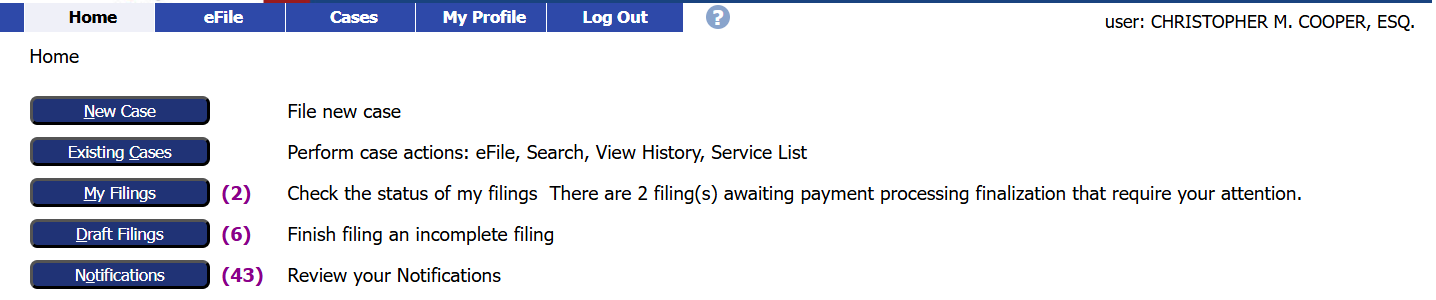 Home eFile Cases My Profile Log Out ? user: CHRISTOPHER M. COOPER, ESQ.
Home
New Case File new case
Existing Cases Perform case actions: eFile, Search, View History, Service List
My Filings (2) Check the status of my filings There are 2 filing(s) awaiting payment processing finalization that require your attention.
Draft Filings (6) Finish filing an incomplete filing
Notifications (43) Review your Notifications